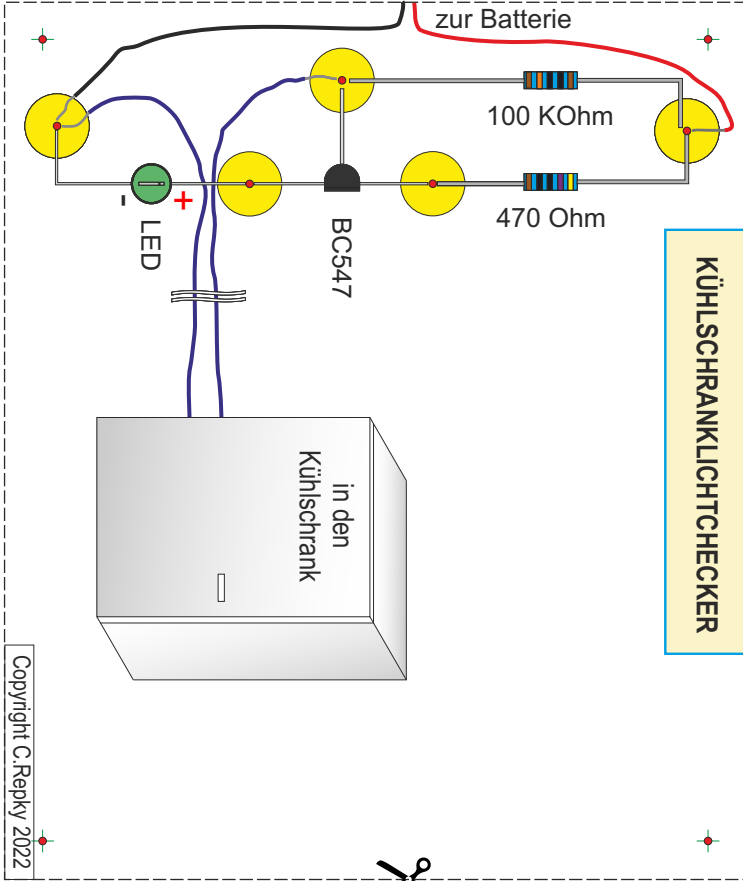 zur Batterie
100 KOhm
470 Ohm
-
+
LED
BC547
KÜHLSCHRANKLICHTCHECKER
in den
Kühlschrank
Copyright C.Repky 2022